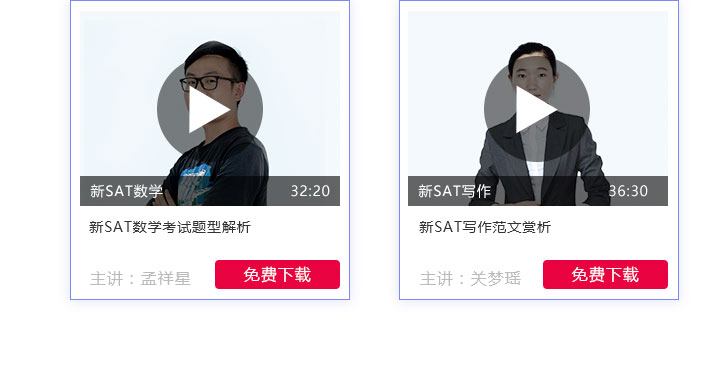 新SAT数学 32:20
新SAT数学考试题型解析
主讲：孟祥星 免费下载
新SAT写作 36:30
新SAT写作范文赏析
主讲：关梦瑶 免费下载